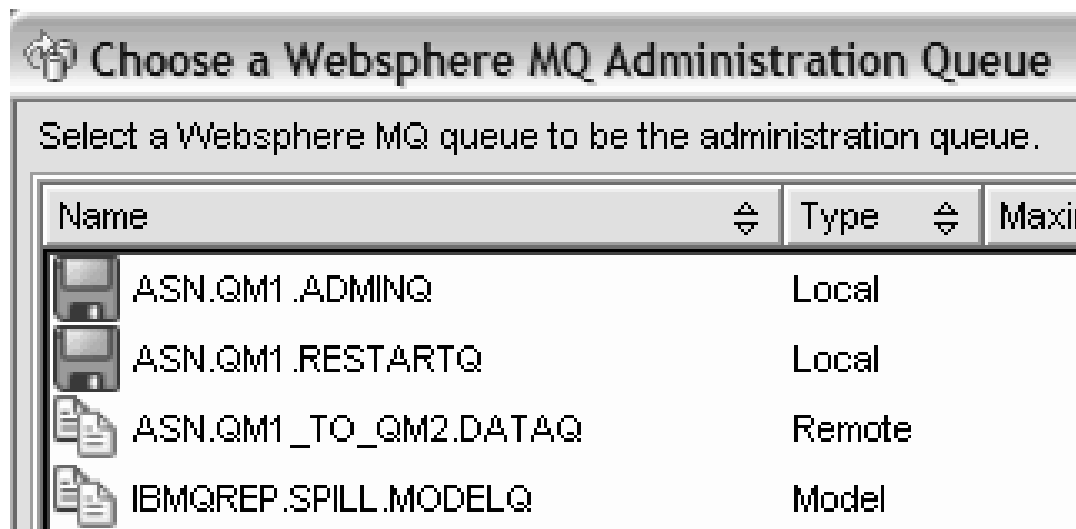 Choose a Websphere MQ Administration Queue
Select a Websphere MQ queue to be the administration queue.
Name Type Maxi
ASN.QM1.ADMINQ Local
ASN.QM1.RESTARTQ Local
ASN.QM1_TO_QM2.DATAQ Remote
IBMQREP.SPILL.MODELQ Model